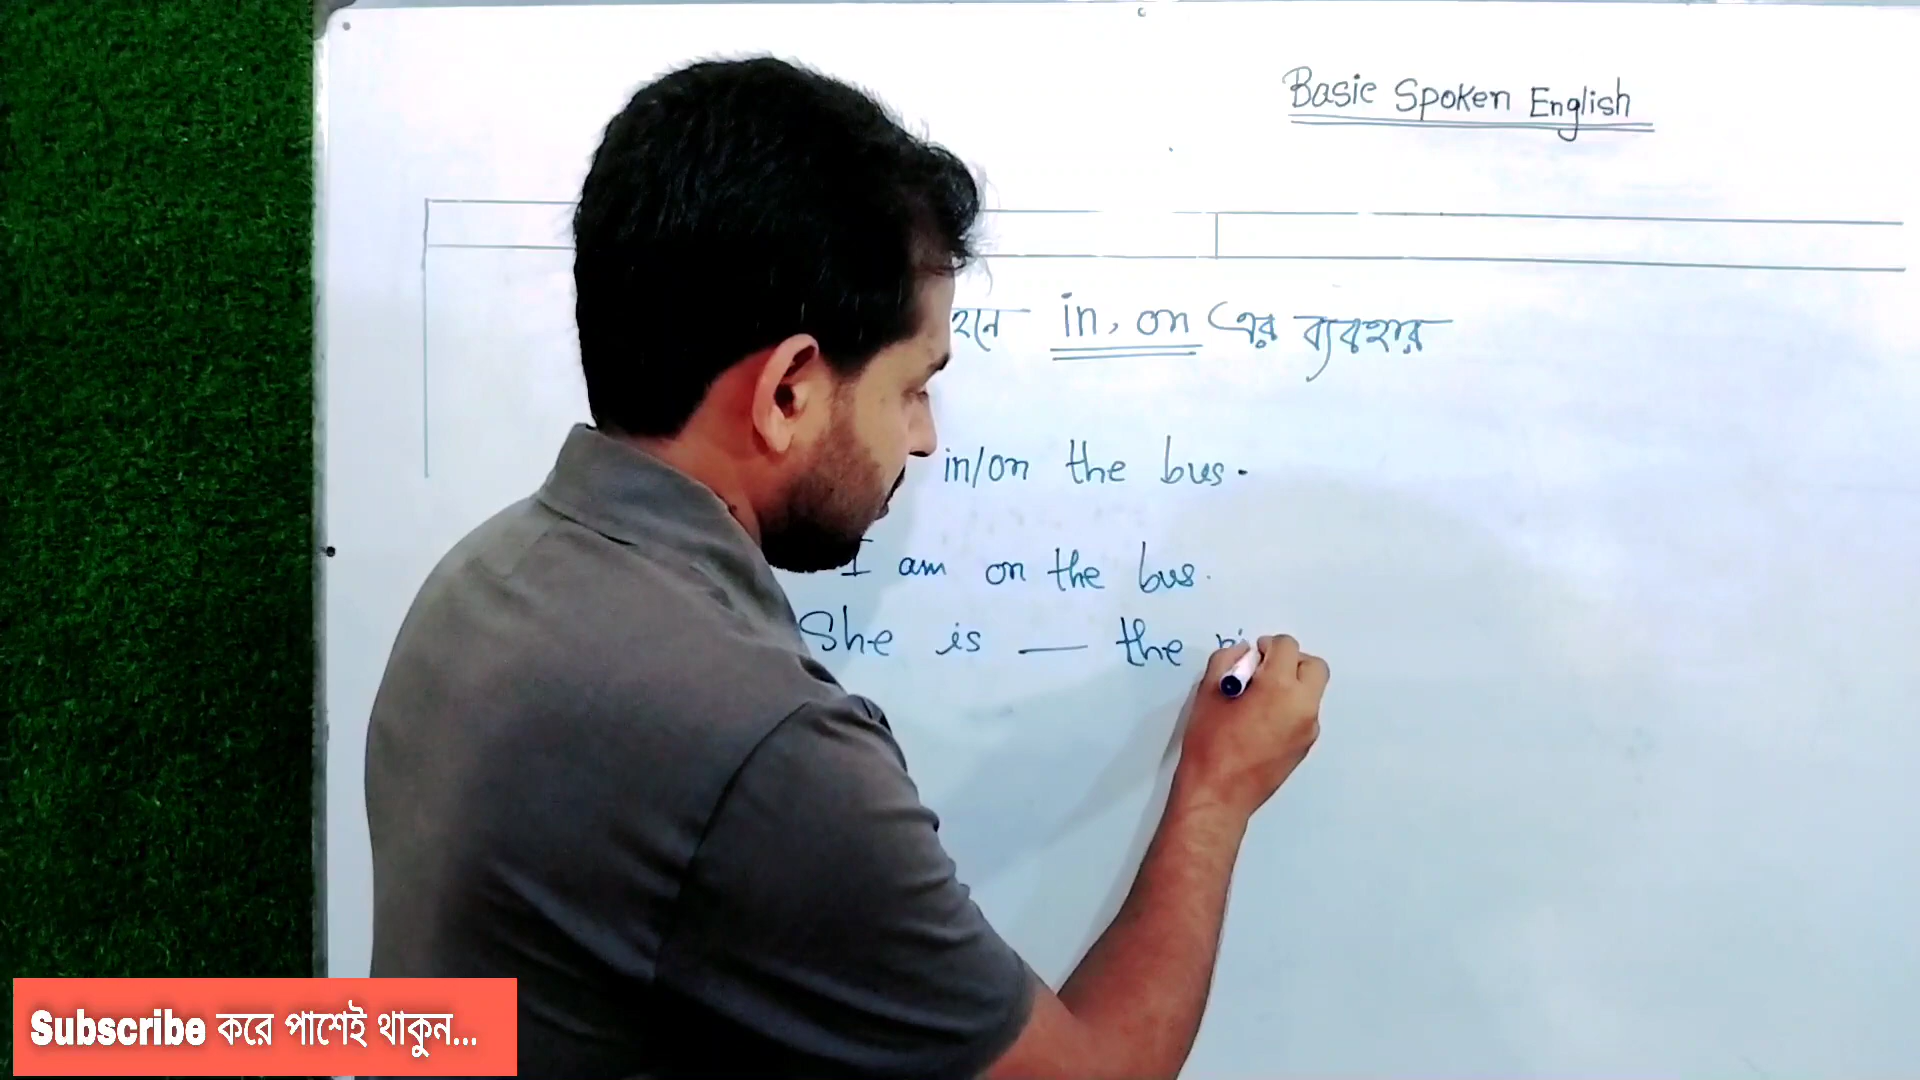 Basic Spoken English
in, on এর ব্যবহার
in/on the bus.
I am on the bus.
She is — the
Subscribe করে পাশেই থাকুন...